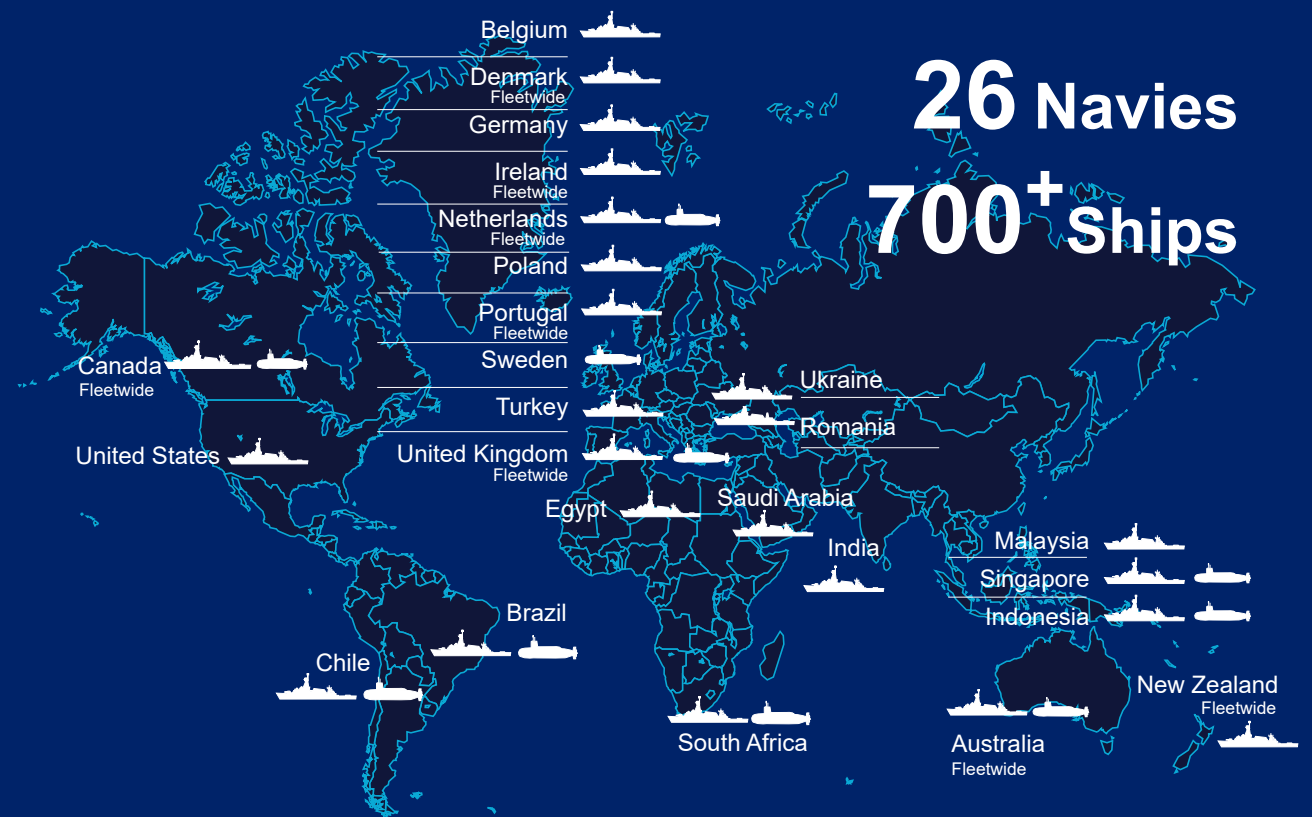 26 Navies
700+ Ships
Belgium
Denmark
Fleetwide
Germany
Ireland
Fleetwide
Netherlands
Fleetwide
Poland
Portugal
Fleetwide
Sweden
Turkey
United Kingdom
Fleetwide
Canada
Fleetwide
United States
Ukraine
Romania
Egypt
Saudi Arabia
India
Malaysia
Singapore
Indonesia
Brazil
Chile
South Africa
New Zealand
Fleetwide
Australia
Fleetwide